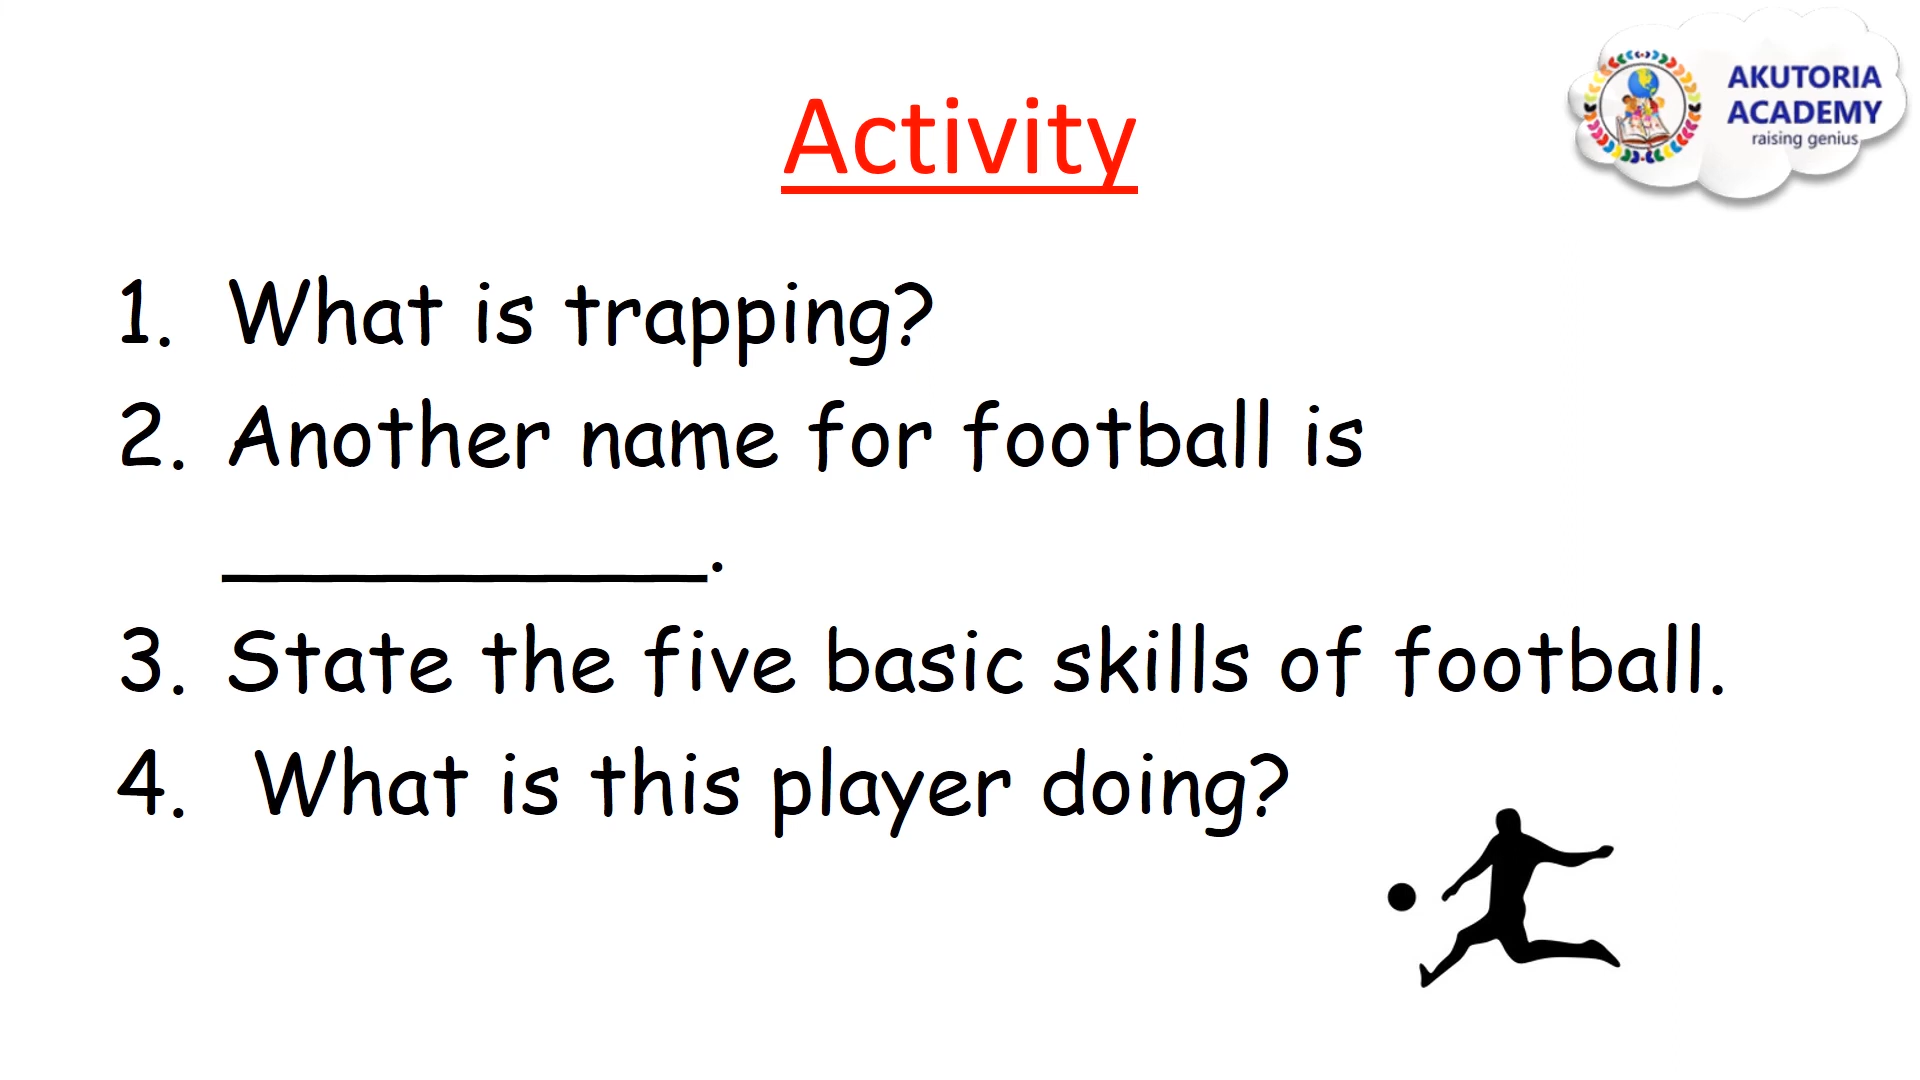 AKUTORIA
ACADEMY
raising genius
Activity
1. What is trapping?
2. Another name for football is
___________.
3. State the five basic skills of football.
4. What is this player doing?